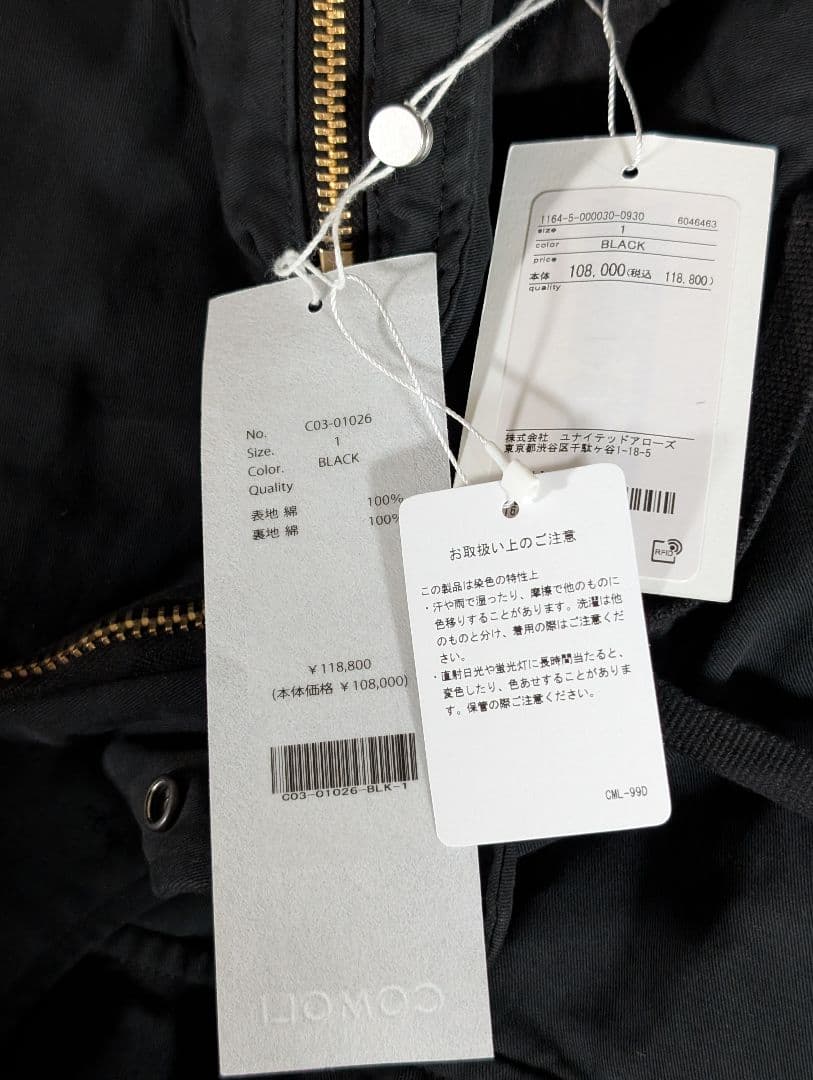 1164-5-000030-0930 6046463
size 1
color BLACK
price
本体 108,000(税込 118,800)
quality
株式会社 ユナイテッドアローズ
東京都渋谷区千駄ヶ谷1-18-5
RFID
No. C03-01026
Size. 1
Color. BLACK
Quality
表地 綿 100%
裏地 綿 100%
¥118,800
(本体価格 ¥108,000)
C03-01026-BLK-1
COMOLI
お取扱い上のご注意
この製品は染色の特性上
・汗や雨で湿ったり、摩擦で他のものに
色移りすることがあります。洗濯は他
のものと分け、着用の際はご注意くだ
さい。
・直射日光や蛍光灯に長時間当たると、
変色したり、色あせすることがありま
す。保管の際ご注意ください。
CML-99D